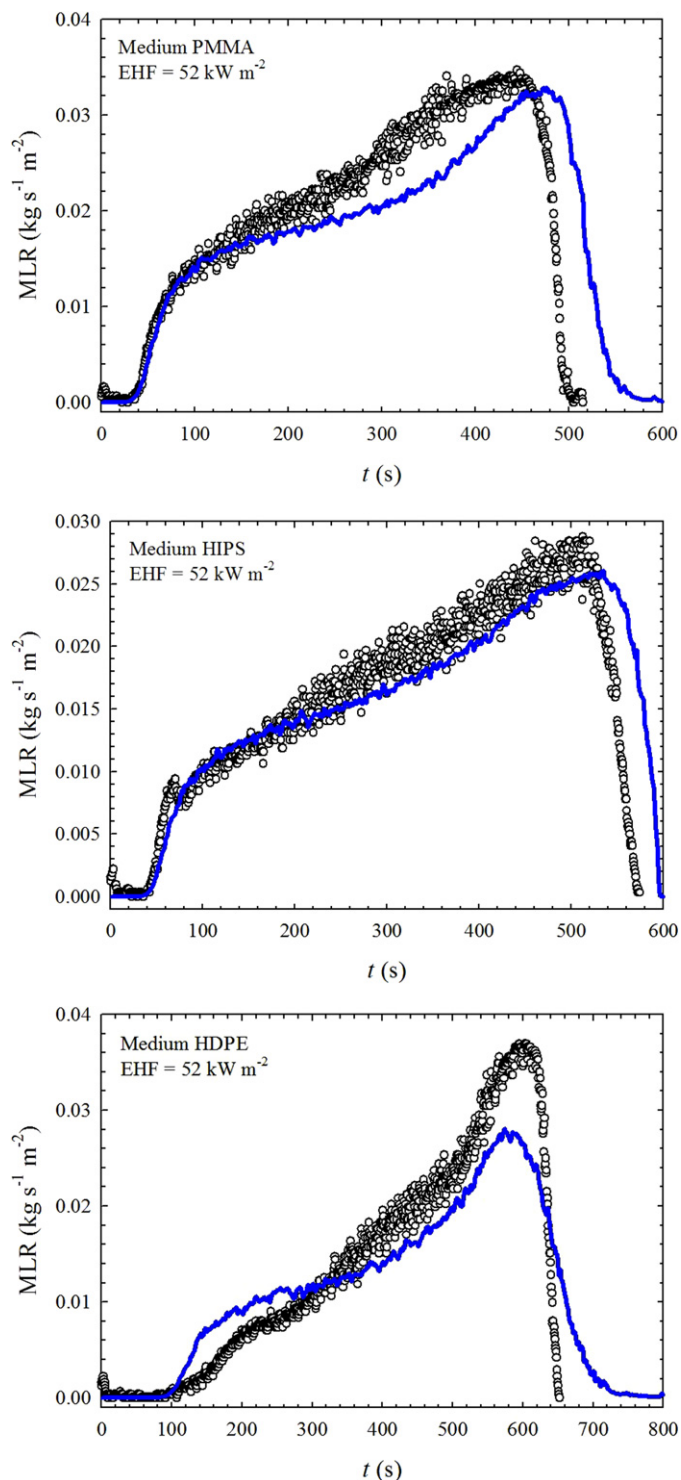 0.04
Medium PMMA
EHF = 52 kW m⁻²
0.03
0.02
0.01
0.00
MLR (kg s⁻¹ m⁻²)
0 100 200 300 400 500 600
t (s)
0.030
Medium HIPS
EHF = 52 kW m⁻²
0.025
0.020
0.015
0.010
0.005
0.000
MLR (kg s⁻¹ m⁻²)
0 100 200 300 400 500 600
t (s)
0.04
Medium HDPE
EHF = 52 kW m⁻²
0.03
0.02
0.01
0.00
MLR (kg s⁻¹ m⁻²)
0 100 200 300 400 500 600 700 800
t (s)